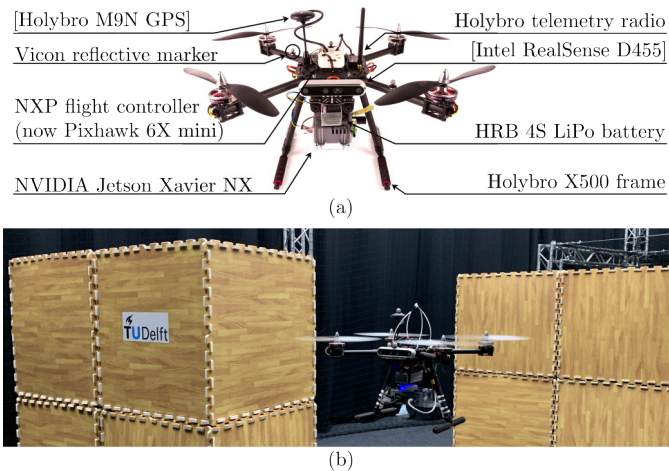 [Holybro M9N GPS]
Holybro telemetry radio
Vicon reflective marker
[Intel RealSense D455]
NXP flight controller
(now Pixhawk 6X mini)
HRB 4S LiPo battery
NVIDIA Jetson Xavier NX
Holybro X500 frame
(a)
TUDelft
(b)